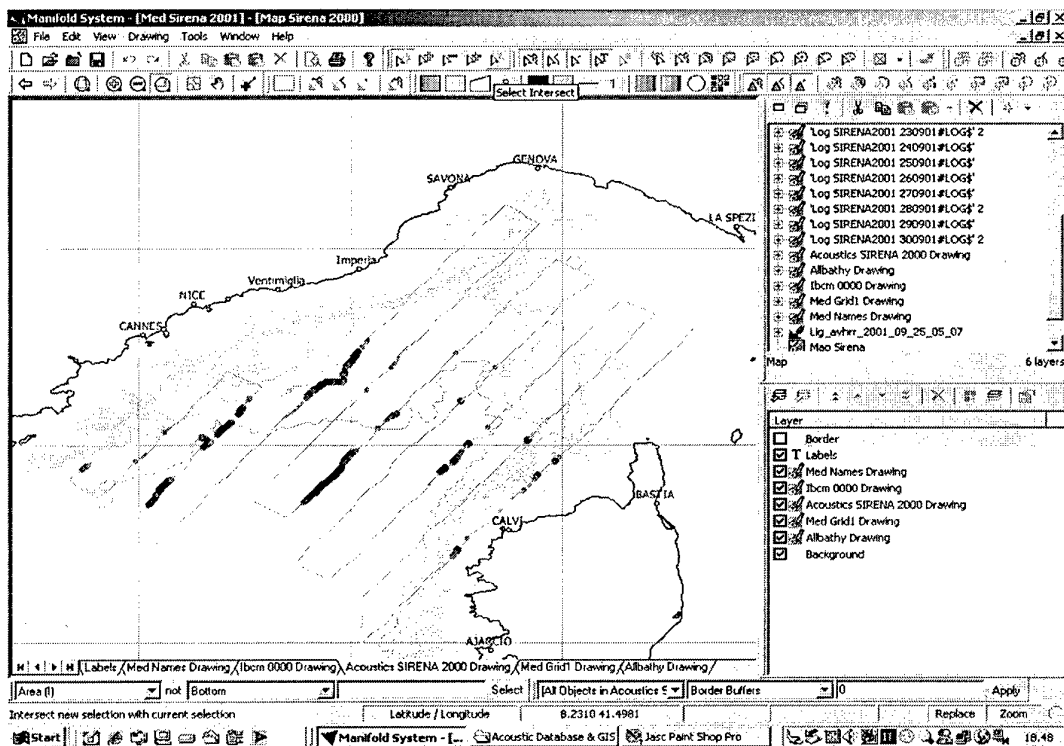 Manifold System - [Med Sirena 2001] - [Map Sirena 2000]
File Edit View Drawing Tools Window Help
Select Intersect
GENOVA
SAVONA
LA SPEZI
Imperia
Ventimiglia
NICE
CANNES
BASTIA
CALVI
AJACCIO
'Log SIRENA2001 230901#LOG$' 2
'Log SIRENA2001 240901#LOG$'
'Log SIRENA2001 250901#LOG$'
'Log SIRENA2001 260901#LOG$'
'Log SIRENA2001 270901#LOG$'
'Log SIRENA2001 280901#LOG$' 2
'Log SIRENA2001 290901#LOG$'
'Log SIRENA2001 300901#LOG$' 2
Acoustics SIRENA 2000 Drawing
Allbathy Drawing
Ibcm 0000 Drawing
Med Grid1 Drawing
Med Names Drawing
Lig_avhrr_2001_09_25_05_07
Map Sirena
Map 6 layers
Layer
Border
T Labels
Med Names Drawing
Ibcm 0000 Drawing
Acoustics SIRENA 2000 Drawing
Med Grid1 Drawing
Allbathy Drawing
Background
Labels / Med Names Drawing / Ibcm 0000 Drawing \ Acoustics SIRENA 2000 Drawing / Med Grid1 Drawing / Allbathy Drawing /
Area (I) not Bottom Select [All Objects in Acoustics S Border Buffers 0 Apply
Intersect new selection with current selection Latitude / Longitude 8.2310 41.4981 Replace Zoom
Start Manifold System - [... Acoustic Database & GIS Jasc Paint Shop Pro 18.48